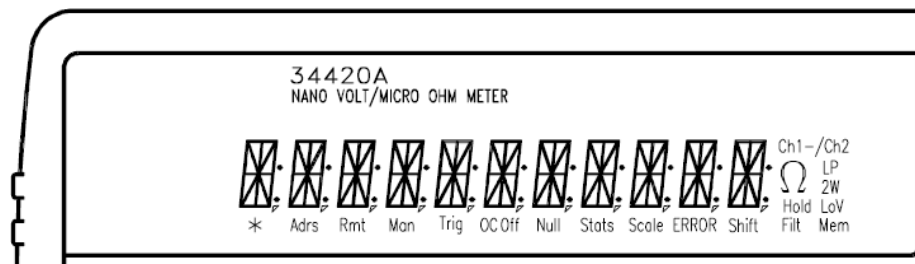 34420A
NANO VOLT/MICRO OHM METER
Ch1-/Ch2
Ω LP
2W
Hold LoV
* Adrs Rmt Man Trig OC Off Null Stats Scale ERROR Shift Filt Mem